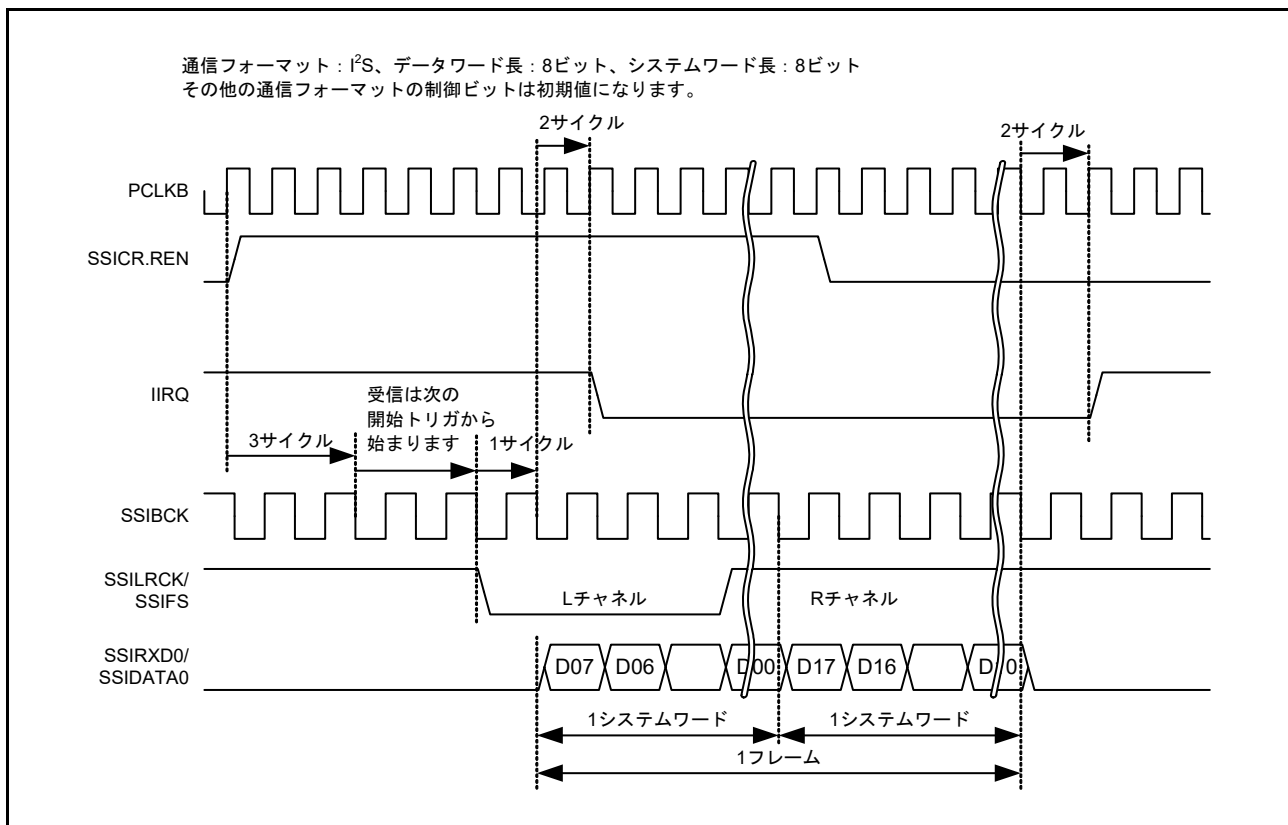 通信フォーマット：I²S、データワード長：8ビット、システムワード長：8ビット
その他の通信フォーマットの制御ビットは初期値になります。
2サイクル
2サイクル
PCLKB
SSICR.REN
IIRQ
受信は次の
開始トリガから
始まります
3サイクル
1サイクル
SSIBCK
SSILRCK/
SSIFS
Lチャネル
Rチャネル
SSIRXD0/
SSIDATA0
D07
D06
D00
D17
D16
D10
1システムワード
1システムワード
1フレーム